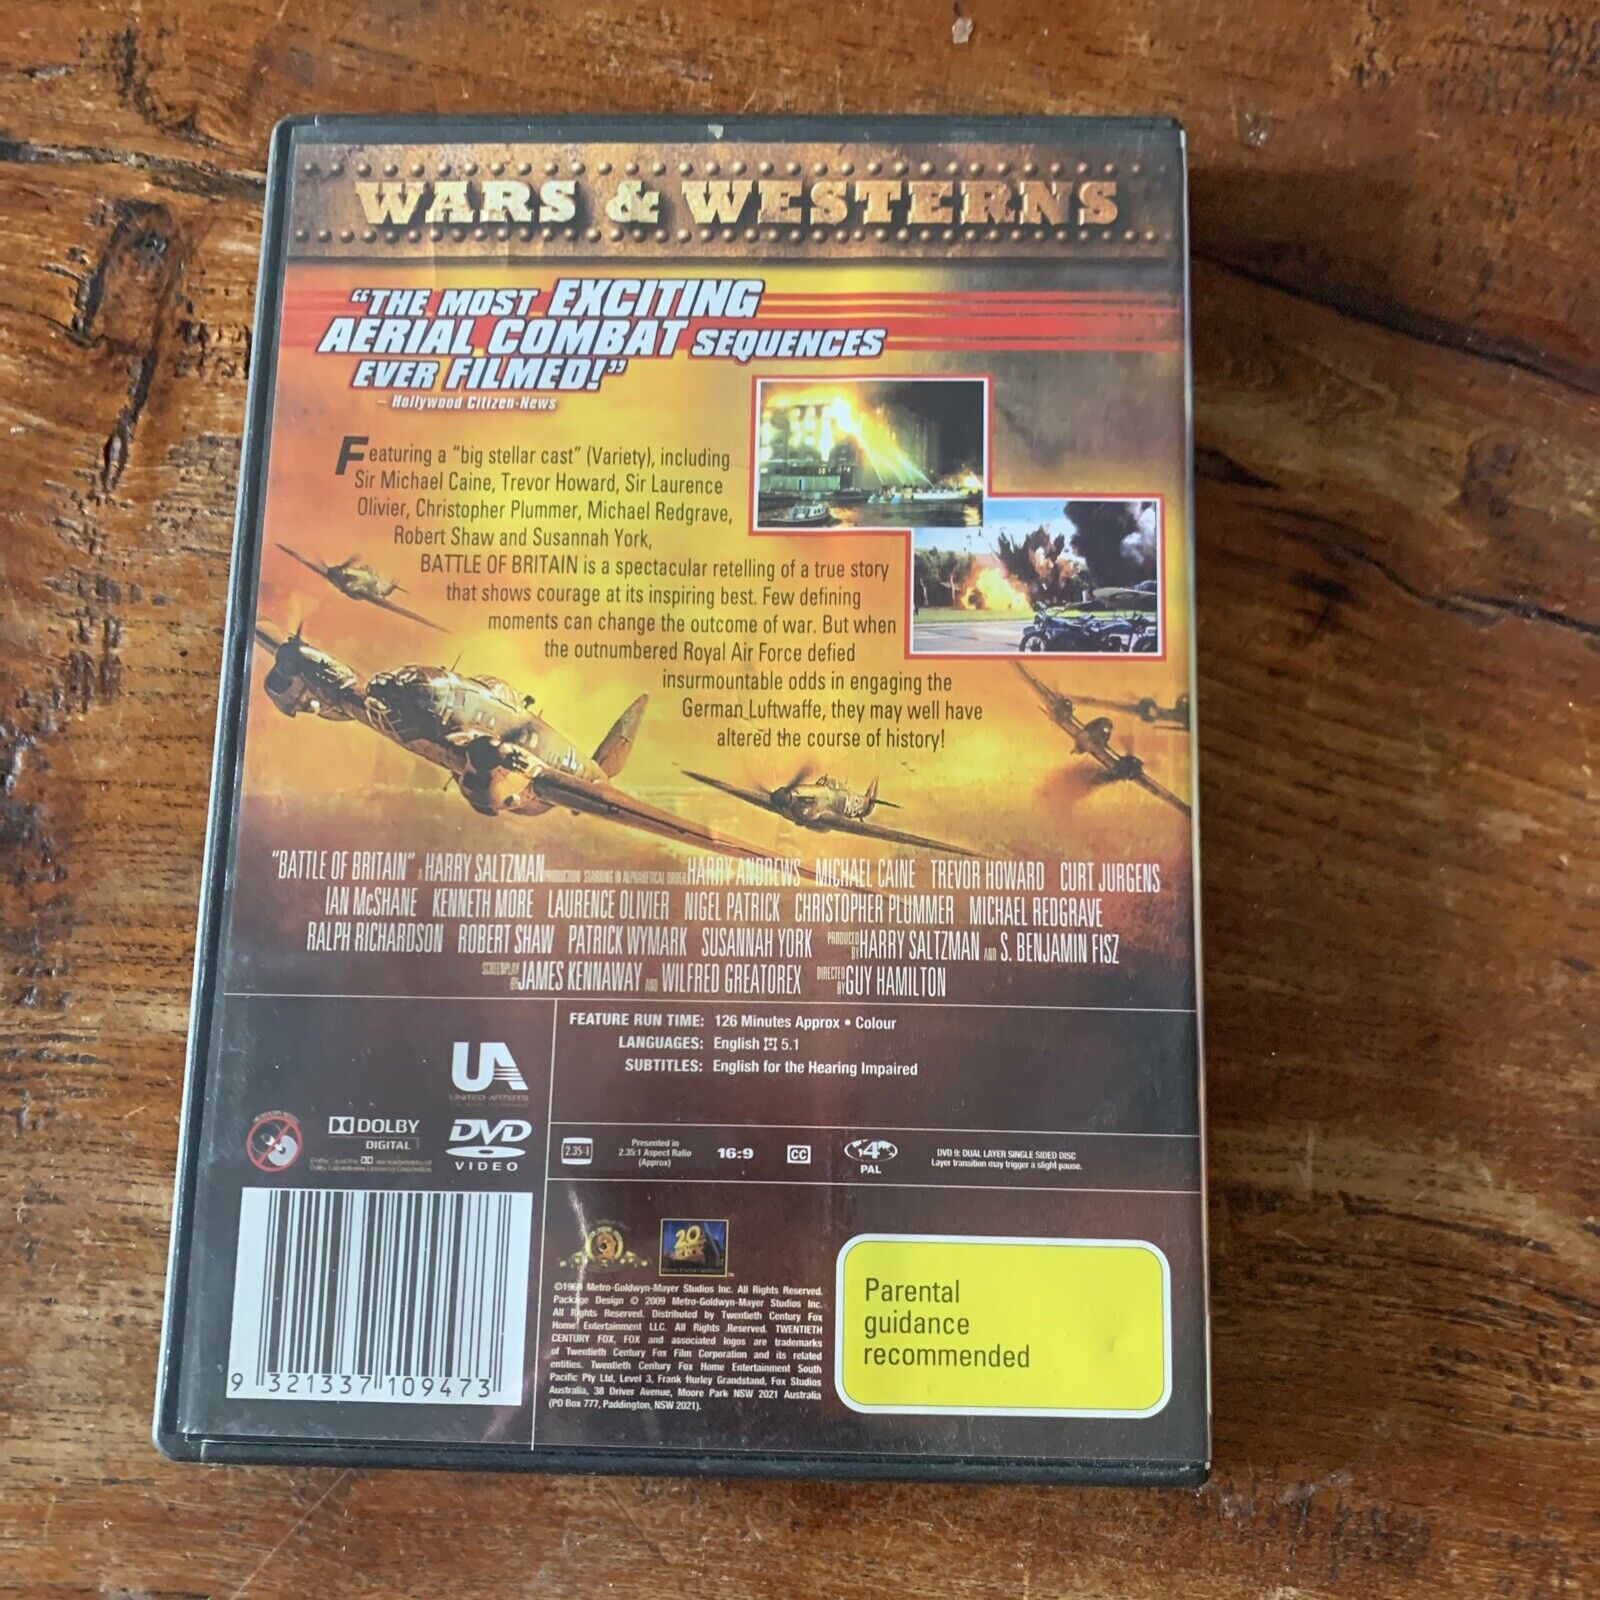 WARS & WESTERNS
“THE MOST EXCITING
AERIAL COMBAT SEQUENCES
EVER FILMED!”
– Hollywood Citizen-News
Featuring a “big stellar cast” (Variety), including
Sir Michael Caine, Trevor Howard, Sir Laurence
Olivier, Christopher Plummer, Michael Redgrave,
Robert Shaw and Susannah York,
BATTLE OF BRITAIN is a spectacular retelling of a true story
that shows courage at its inspiring best. Few defining
moments can change the outcome of war. But when
the outnumbered Royal Air Force defied
insurmountable odds in engaging the
German Luftwaffe, they may well have
altered the course of history!
“BATTLE OF BRITAIN” A HARRY SALTZMAN PRODUCTION STARRING IN ALPHABETICAL ORDER HARRY ANDREWS MICHAEL CAINE TREVOR HOWARD CURT JURGENS
IAN McSHANE KENNETH MORE LAURENCE OLIVIER NIGEL PATRICK CHRISTOPHER PLUMMER MICHAEL REDGRAVE
RALPH RICHARDSON ROBERT SHAW PATRICK WYMARK SUSANNAH YORK PRODUCED BY HARRY SALTZMAN AND S. BENJAMIN FISZ
SCREENPLAY BY JAMES KENNAWAY AND WILFRED GREATOREX DIRECTED BY GUY HAMILTON
FEATURE RUN TIME: 126 Minutes Approx • Colour
LANGUAGES: English 5.1
SUBTITLES: English for the Hearing Impaired
UA
UNITED ARTISTS
DOLBY
DIGITAL
DVD
VIDEO
2.35:1
Presented in
2.35:1 Aspect Ratio
(Approx)
16:9
CC
4
PAL
DVD 9: DUAL LAYER SINGLE SIDED DISC
Layer transition may trigger a slight pause.
20
©1969 Metro-Goldwyn-Mayer Studios Inc. All Rights Reserved.
Package Design © 2009 Metro-Goldwyn-Mayer Studios Inc.
All Rights Reserved. Distributed by Twentieth Century Fox
Home Entertainment LLC. All Rights Reserved. TWENTIETH
CENTURY FOX, FOX and associated logos are trademarks
of Twentieth Century Fox Film Corporation and its related
entities. Twentieth Century Fox Home Entertainment South
Pacific Pty Ltd, Level 3, Frank Hurley Grandstand, Fox Studios
Australia, 38 Driver Avenue, Moore Park NSW 2021 Australia
(PO Box 777, Paddington, NSW 2021).
Parental
guidance
recommended
9 321337 109473